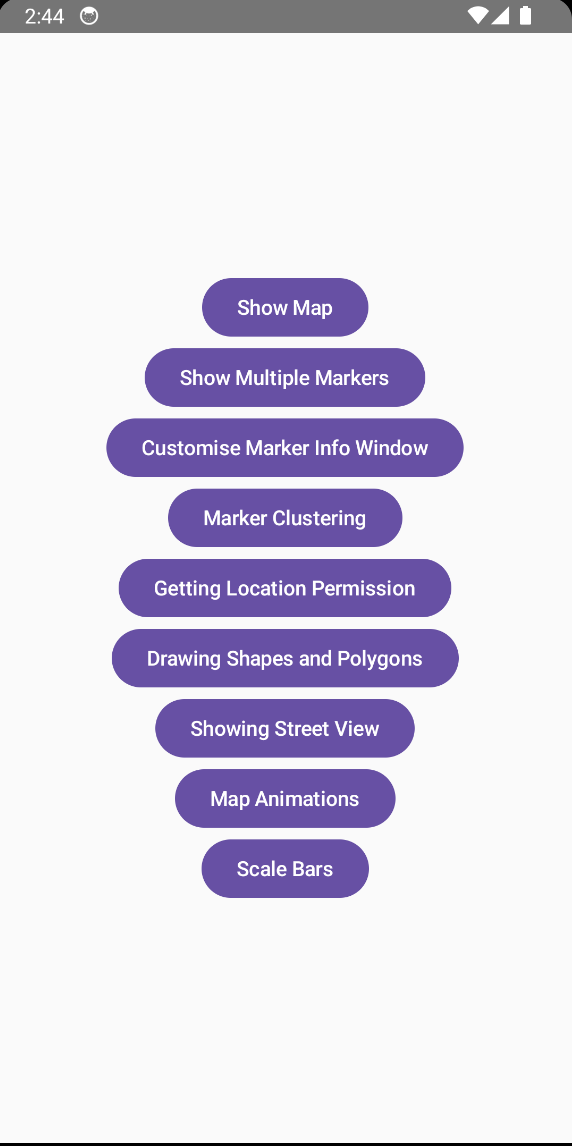 2:44
Show Map
Show Multiple Markers
Customise Marker Info Window
Marker Clustering
Getting Location Permission
Drawing Shapes and Polygons
Showing Street View
Map Animations
Scale Bars